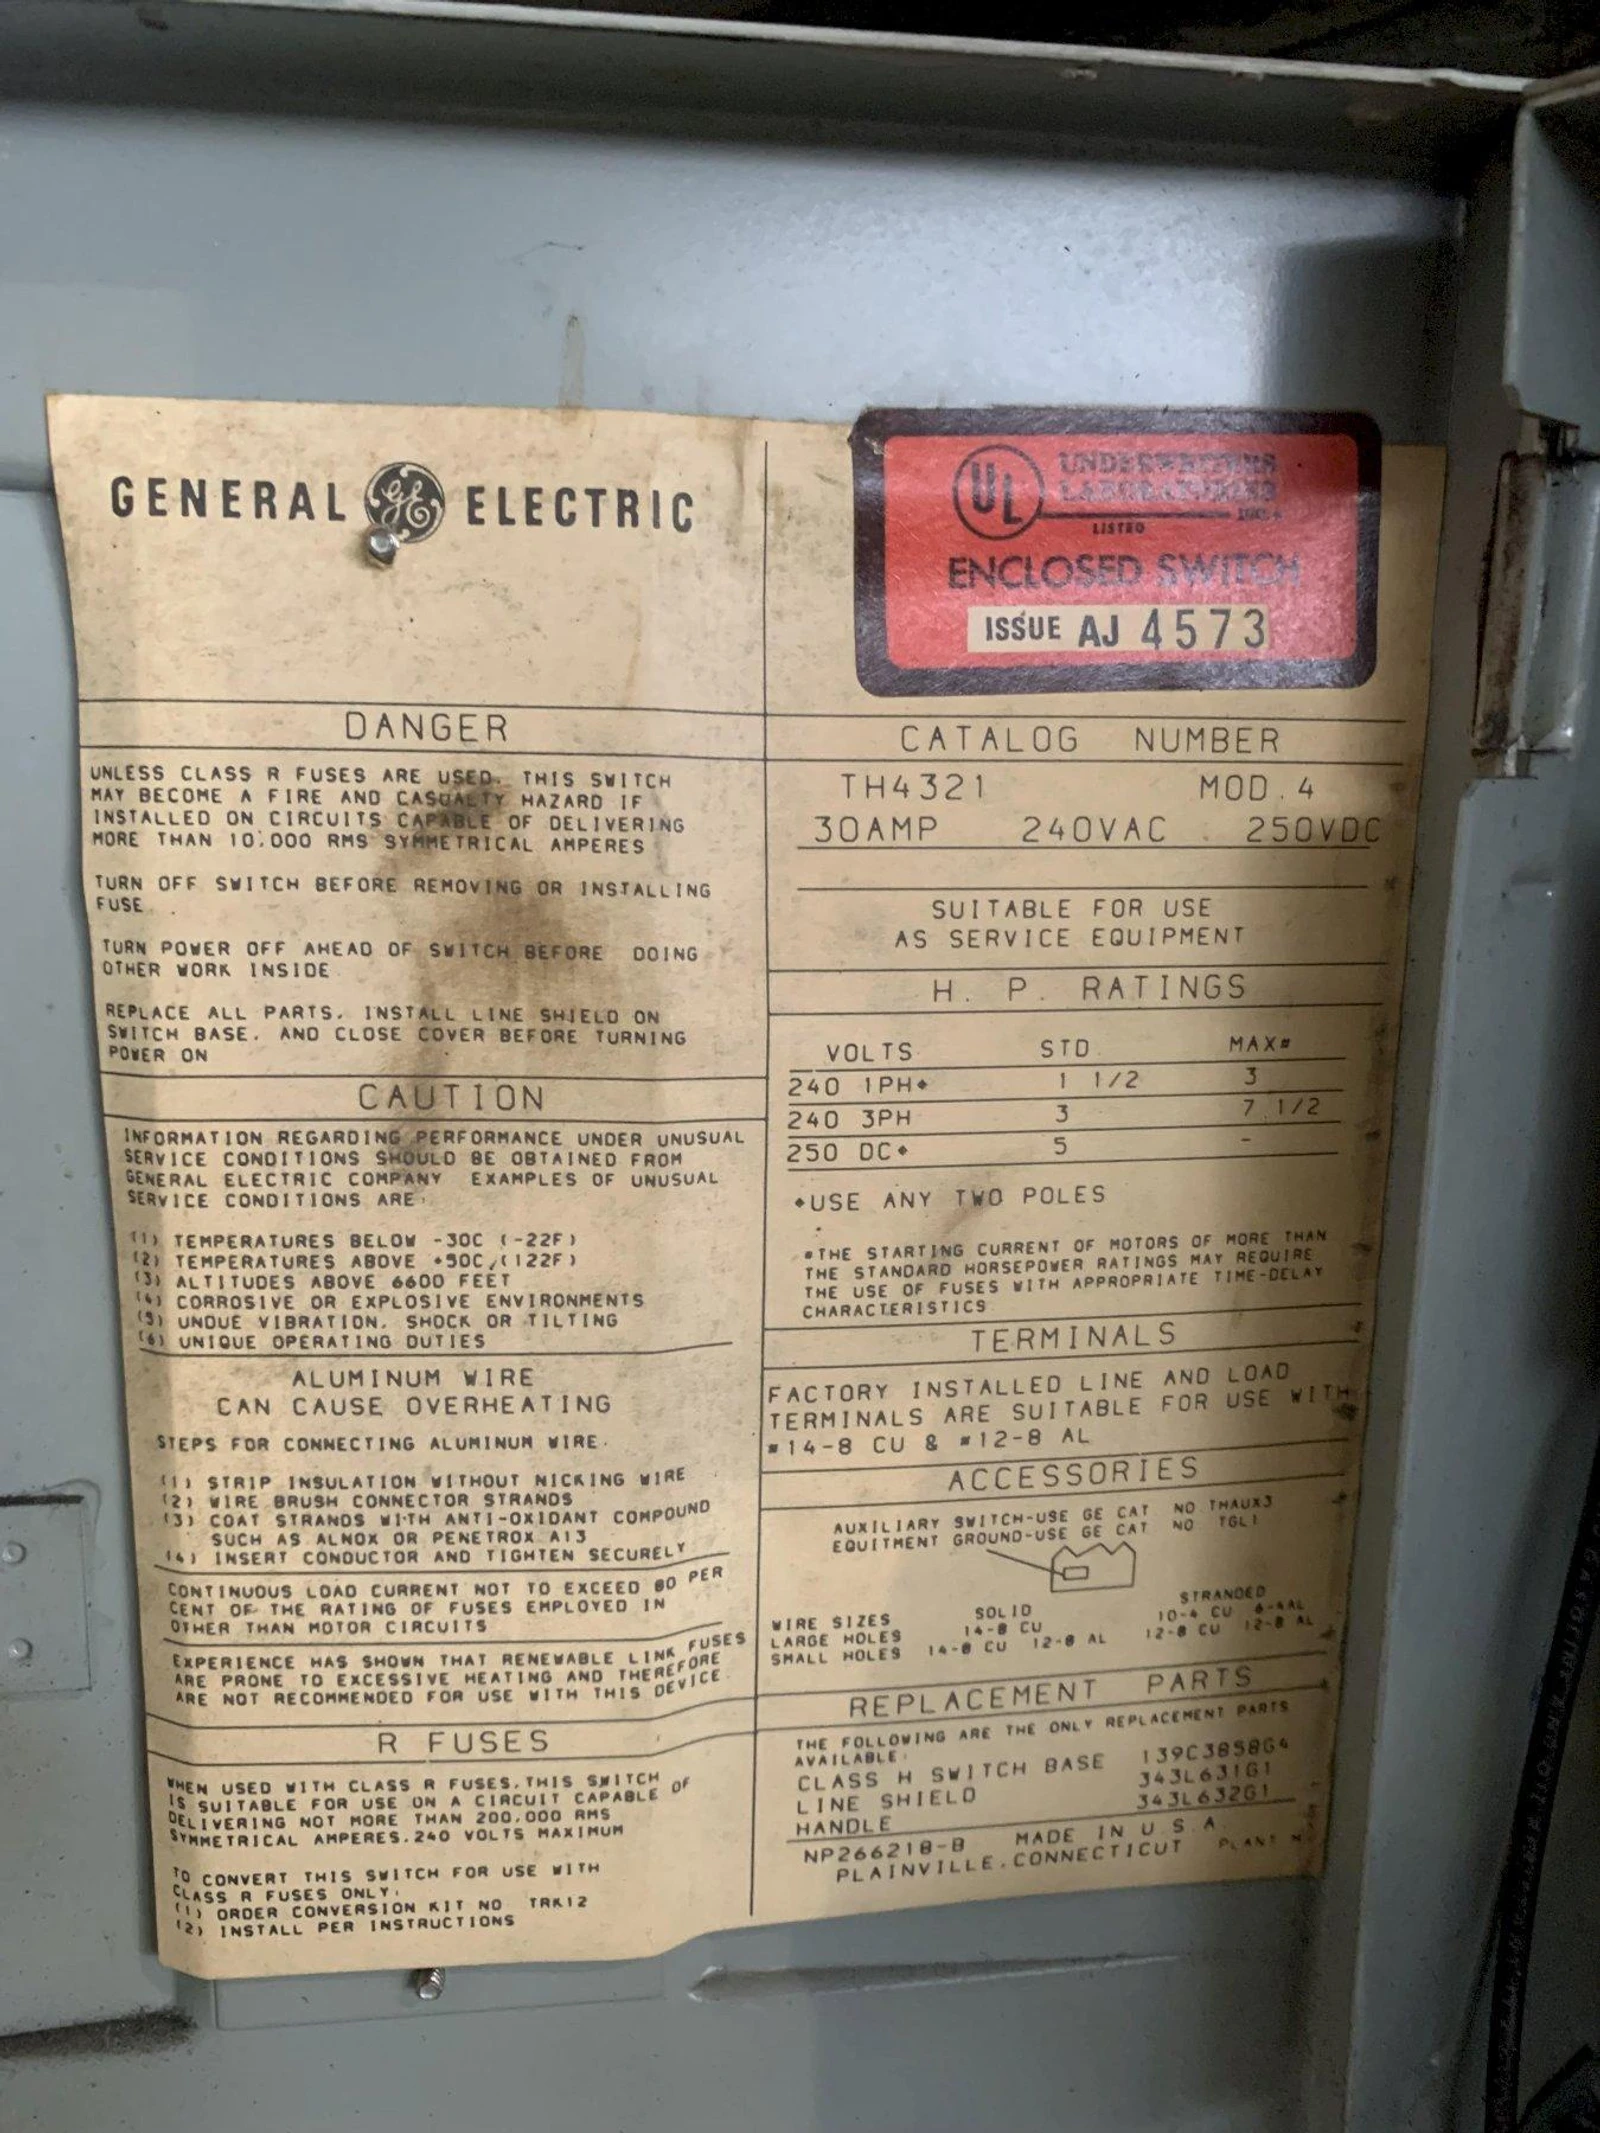 GENERAL GE ELECTRIC
UL UNDERWRITERS
LABORATORIES
INC.
LISTED
ENCLOSED SWITCH
ISSUE AJ 4573
DANGER
UNLESS CLASS R FUSES ARE USED. THIS SWITCH
MAY BECOME A FIRE AND CASUALTY HAZARD IF
INSTALLED ON CIRCUITS CAPABLE OF DELIVERING
MORE THAN 10,000 RMS SYMMETRICAL AMPERES
TURN OFF SWITCH BEFORE REMOVING OR INSTALLING
FUSE.
TURN POWER OFF AHEAD OF SWITCH BEFORE DOING
OTHER WORK INSIDE
REPLACE ALL PARTS. INSTALL LINE SHIELD ON
SWITCH BASE. AND CLOSE COVER BEFORE TURNING
POWER ON
CAUTION
INFORMATION REGARDING PERFORMANCE UNDER UNUSUAL
SERVICE CONDITIONS SHOULD BE OBTAINED FROM
GENERAL ELECTRIC COMPANY EXAMPLES OF UNUSUAL
SERVICE CONDITIONS ARE:
(1) TEMPERATURES BELOW -30C (-22F)
(2) TEMPERATURES ABOVE +50C,(122F)
(3) ALTITUDES ABOVE 6600 FEET
(4) CORROSIVE OR EXPLOSIVE ENVIRONMENTS
(5) UNDUE VIBRATION. SHOCK OR TILTING
(6) UNIQUE OPERATING DUTIES
ALUMINUM WIRE
CAN CAUSE OVERHEATING
STEPS FOR CONNECTING ALUMINUM WIRE.
(1) STRIP INSULATION WITHOUT NICKING WIRE
(2) WIRE BRUSH CONNECTOR STRANDS
(3) COAT STRANDS WITH ANTI-OXIDANT COMPOUND
SUCH AS ALNOX OR PENETROX A13
(4) INSERT CONDUCTOR AND TIGHTEN SECURELY
CONTINUOUS LOAD CURRENT NOT TO EXCEED 80 PER
CENT OF THE RATING OF FUSES EMPLOYED IN
OTHER THAN MOTOR CIRCUITS
EXPERIENCE HAS SHOWN THAT RENEWABLE LINK FUSES
ARE PRONE TO EXCESSIVE HEATING AND THEREFORE
ARE NOT RECOMMENDED FOR USE WITH THIS DEVICE.
R FUSES
WHEN USED WITH CLASS R FUSES.THIS SWITCH
IS SUITABLE FOR USE ON A CIRCUIT CAPABLE OF
DELIVERING NOT MORE THAN 200,000 RMS
SYMMETRICAL AMPERES.240 VOLTS MAXIMUM
TO CONVERT THIS SWITCH FOR USE WITH
CLASS R FUSES ONLY:
(1) ORDER CONVERSION KIT NO TRK12
(2) INSTALL PER INSTRUCTIONS
CATALOG NUMBER
TH4321 MOD.4
30AMP 240VAC 250VDC
SUITABLE FOR USE
AS SERVICE EQUIPMENT
H. P. RATINGS
VOLTS STD MAX#
240 1PH♦ 1 1/2 3
240 3PH 3 7 1/2
250 DC♦ 5 -
♦USE ANY TWO POLES
#THE STARTING CURRENT OF MOTORS OF MORE THAN
THE STANDARD HORSEPOWER RATINGS MAY REQUIRE
THE USE OF FUSES WITH APPROPRIATE TIME-DELAY
CHARACTERISTICS
TERMINALS
FACTORY INSTALLED LINE AND LOAD
TERMINALS ARE SUITABLE FOR USE WITH
#14-8 CU & #12-8 AL
ACCESSORIES
AUXILIARY SWITCH-USE GE CAT NO THAUX3
EQUITMENT GROUND-USE GE CAT NO TGL1
WIRE SIZES SOLID STRANDED
LARGE HOLES 14-8 CU 10-4 CU 6-4AL
SMALL HOLES 14-8 CU 12-8 AL 12-8 CU 12-8 AL
REPLACEMENT PARTS
THE FOLLOWING ARE THE ONLY REPLACEMENT PARTS
AVAILABLE:
CLASS H SWITCH BASE 139C3858G4
LINE SHIELD 343L631G1
HANDLE 343L632G1
NP266218-B MADE IN U.S.A.
PLAINVILLE,CONNECTICUT PLANT